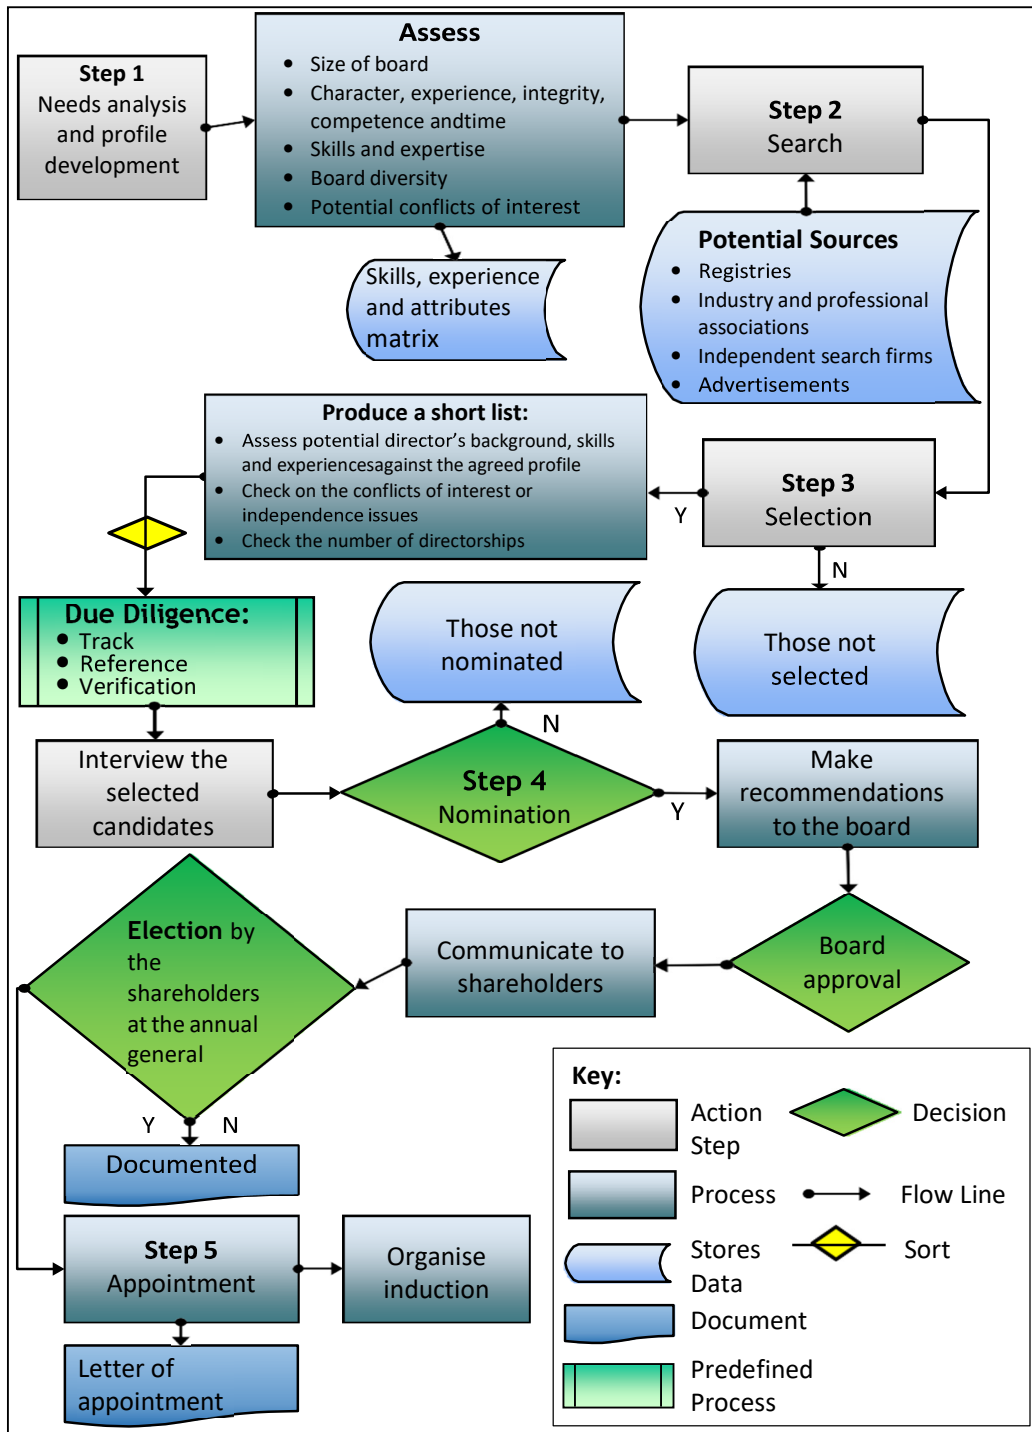 Step 1
Needs analysis
and profile
development
Assess
• Size of board
• Character, experience, integrity,
competence andtime
• Skills and expertise
• Board diversity
• Potential conflicts of interest
Step 2
Search
Skills, experience
and attributes
matrix
Potential Sources
• Registries
• Industry and professional
associations
• Independent search firms
• Advertisements
Produce a short list:
• Assess potential director’s background, skills
and experiencesagainst the agreed profile
• Check on the conflicts of interest or
independence issues
• Check the number of directorships
Step 3
Selection
Y
N
Due Diligence:
• Track
• Reference
• Verification
Those not
nominated
Those not
selected
N
Interview the
selected
candidates
Step 4
Nomination
Y
Make
recommendations
to the board
Election by
the
shareholders
at the annual
general
Communicate to
shareholders
Board
approval
Y N
Documented
Step 5
Appointment
Organise
induction
Letter of
appointment
Key:
Action
Step
Decision
Process
Flow Line
Stores
Data
Sort
Document
Predefined
Process